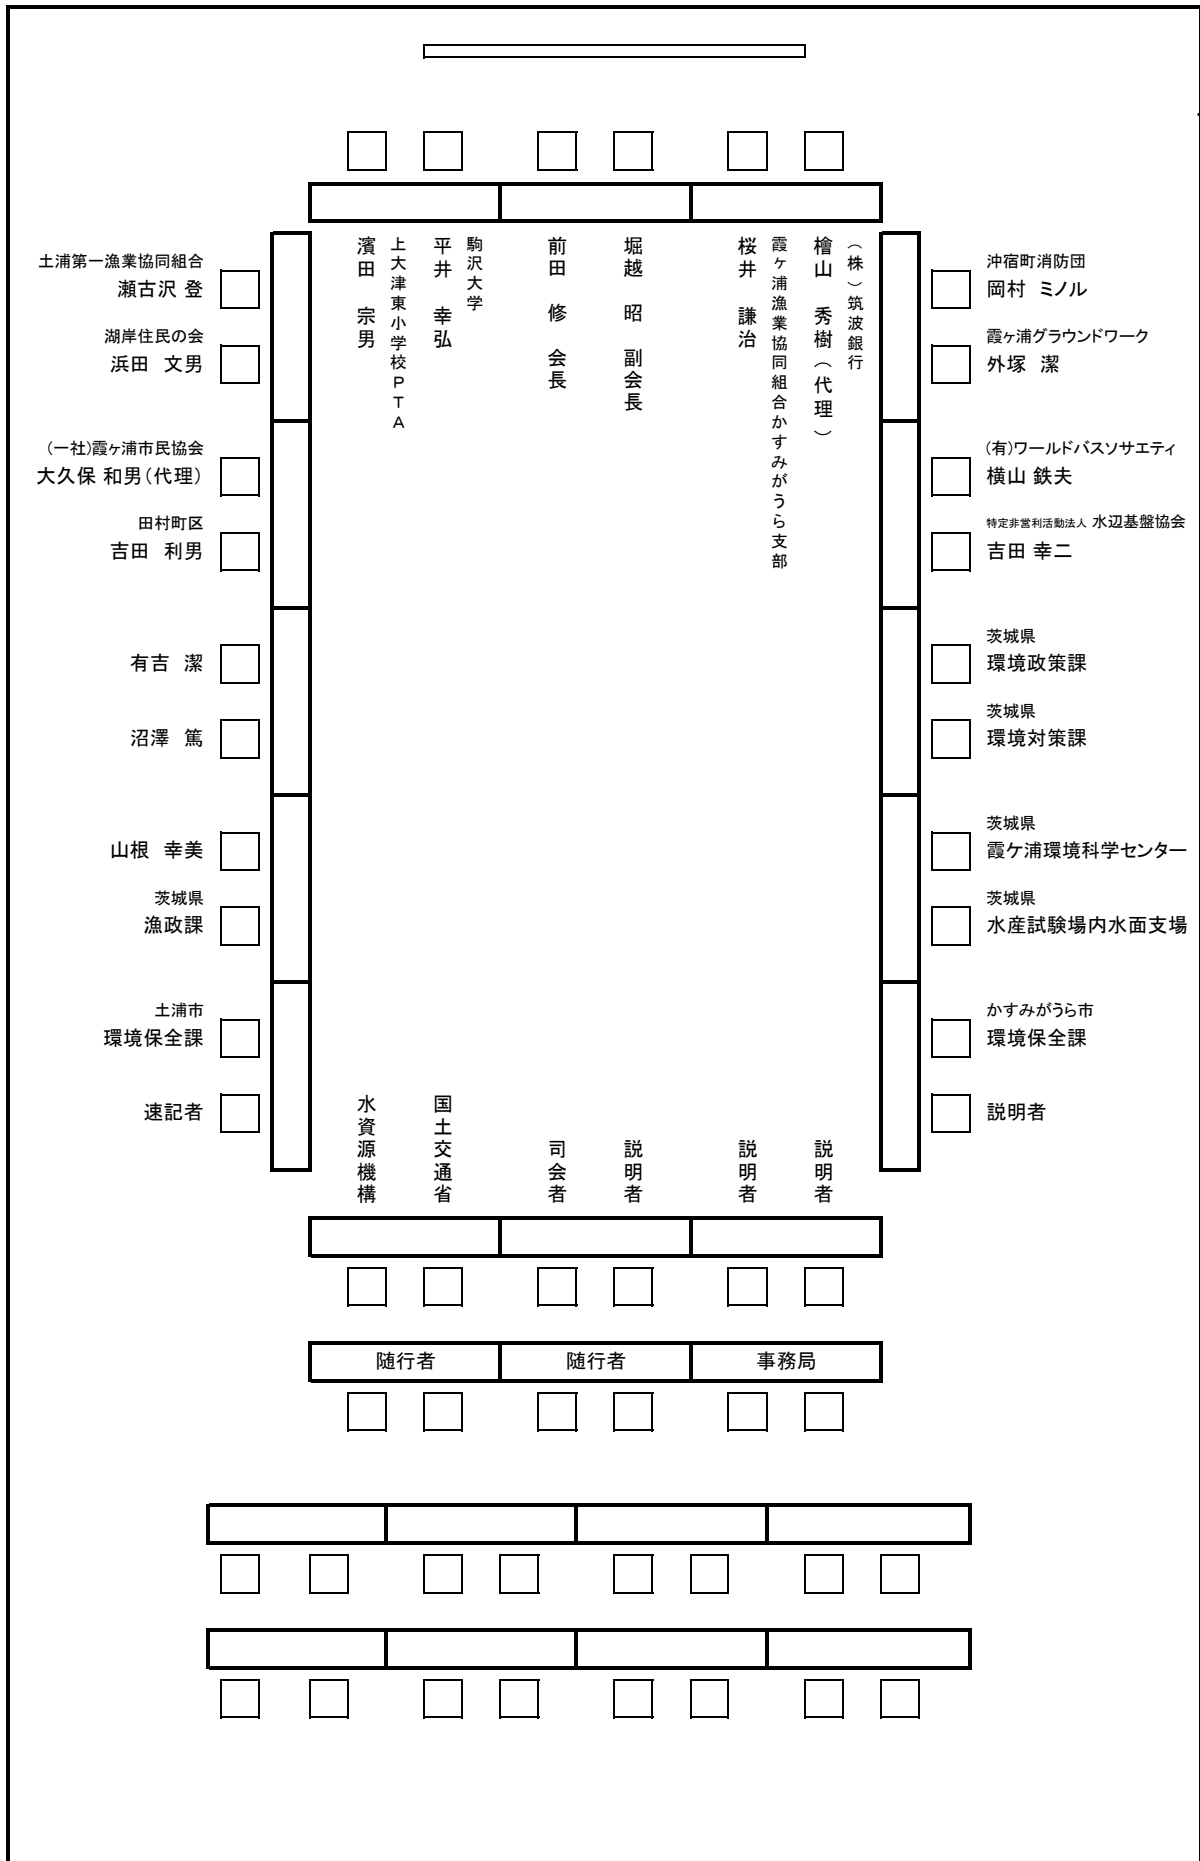 濱田 宗男
上大津東小学校PTA
平井 幸弘
駒沢大学
前田 修 会長
堀越 昭 副会長
桜井 謙治
霞ヶ浦漁業協同組合かすみがうら支部
檜山 秀樹(代理)
(株)筑波銀行
土浦第一漁業協同組合
瀬古沢 登
湖岸住民の会
浜田 文男
(一社)霞ヶ浦市民協会
大久保 和男(代理)
田村町区
吉田 利男
有吉 潔
沼澤 篤
山根 幸美
茨城県
漁政課
土浦市
環境保全課
速記者
沖宿町消防団
岡村 ミノル
霞ヶ浦グラウンドワーク
外塚 潔
(有)ワールドバスソサエティ
横山 鉄夫
特定非営利活動法人 水辺基盤協会
吉田 幸二
茨城県
環境政策課
茨城県
環境対策課
茨城県
霞ケ浦環境科学センター
茨城県
水産試験場内水面支場
かすみがうら市
環境保全課
説明者
水資源機構
国土交通省
司会者
説明者
説明者
説明者
随行者
随行者
事務局